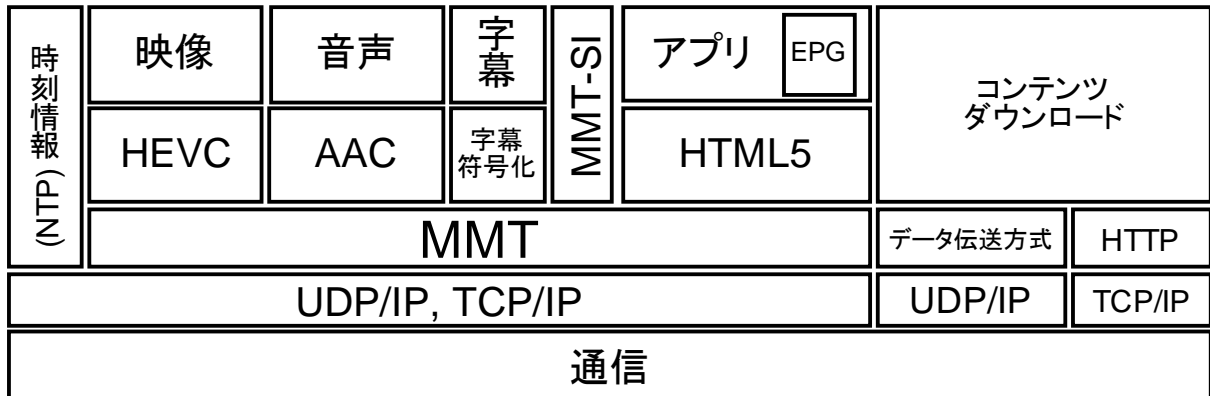 時刻情報 (NTP)
映像
音声
字幕
MMT-SI
アプリ
EPG
コンテンツ
ダウンロード
HEVC
AAC
字幕
符号化
HTML5
MMT
データ伝送方式
HTTP
UDP/IP, TCP/IP
UDP/IP
TCP/IP
通信